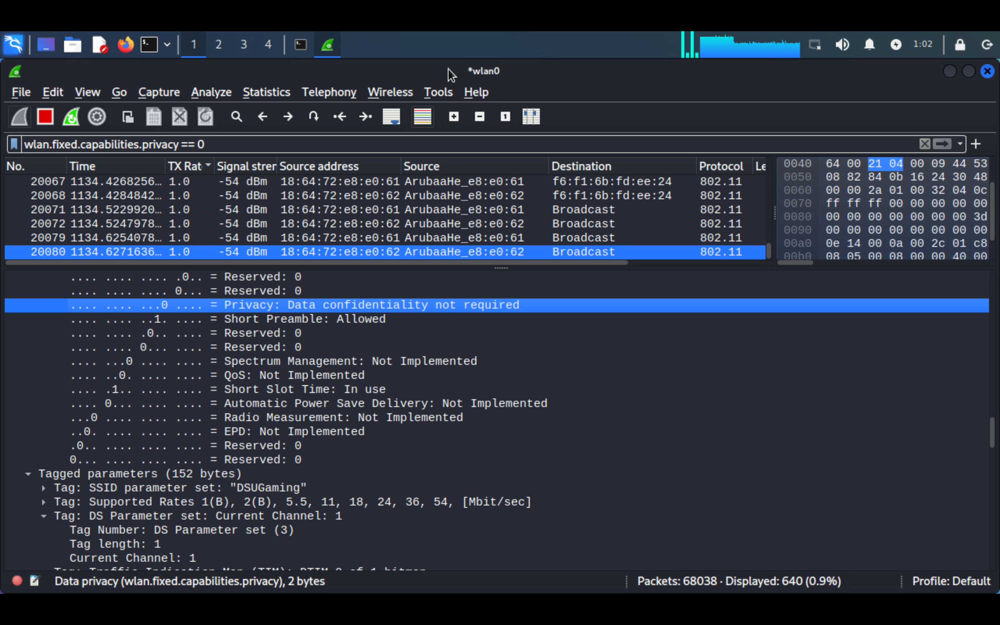 1 2 3 4 1:02
*wlan0
File Edit View Go Capture Analyze Statistics Telephony Wireless Tools Help
wlan.fixed.capabilities.privacy == 0
No. Time TX Rat Signal stren Source address Source Destination Protocol Le
20067 1134.4268256… 1.0 -54 dBm 18:64:72:e8:e0:61 ArubaaHe_e8:e0:61 f6:f1:6b:fd:ee:24 802.11
20068 1134.4284842… 1.0 -54 dBm 18:64:72:e8:e0:62 ArubaaHe_e8:e0:62 f6:f1:6b:fd:ee:24 802.11
20071 1134.5229920… 1.0 -54 dBm 18:64:72:e8:e0:61 ArubaaHe_e8:e0:61 Broadcast 802.11
20072 1134.5247978… 1.0 -54 dBm 18:64:72:e8:e0:62 ArubaaHe_e8:e0:62 Broadcast 802.11
20079 1134.6254078… 1.0 -54 dBm 18:64:72:e8:e0:61 ArubaaHe_e8:e0:61 Broadcast 802.11
20080 1134.6271636… 1.0 -54 dBm 18:64:72:e8:e0:62 ArubaaHe_e8:e0:62 Broadcast 802.11
0040 64 00 21 04 00 09 44 53
0050 08 82 84 0b 16 24 30 48
0060 00 00 2a 01 00 32 04 0c
0070 ff ff ff 00 00 00 00 00
0080 00 00 00 00 00 00 00 3d
0090 00 00 00 00 00 00 00 00
00a0 0e 14 00 0a 00 2c 01 c8
00b0 08 05 00 08 00 00 40 00
.... .... .... .0.. = Reserved: 0
.... .... .... 0... = Reserved: 0
.... .... ...0 .... = Privacy: Data confidentiality not required
.... .... ..1. .... = Short Preamble: Allowed
.... .... .0.. .... = Reserved: 0
.... .... 0... .... = Reserved: 0
.... ...0 .... .... = Spectrum Management: Not Implemented
.... ..0. .... .... = QoS: Not Implemented
.... .1.. .... .... = Short Slot Time: In use
.... 0... .... .... = Automatic Power Save Delivery: Not Implemented
...0 .... .... .... = Radio Measurement: Not Implemented
..0. .... .... .... = EPD: Not Implemented
.0.. .... .... .... = Reserved: 0
0... .... .... .... = Reserved: 0
Tagged parameters (152 bytes)
Tag: SSID parameter set: "DSUGaming"
Tag: Supported Rates 1(B), 2(B), 5.5, 11, 18, 24, 36, 54, [Mbit/sec]
Tag: DS Parameter set: Current Channel: 1
Tag Number: DS Parameter set (3)
Tag length: 1
Current Channel: 1
Tag: Traffic Indication Map (TIM): DTIM 0 of 1 bitmap
Data privacy (wlan.fixed.capabilities.privacy), 2 bytes
Packets: 68038 · Displayed: 640 (0.9%)
Profile: Default